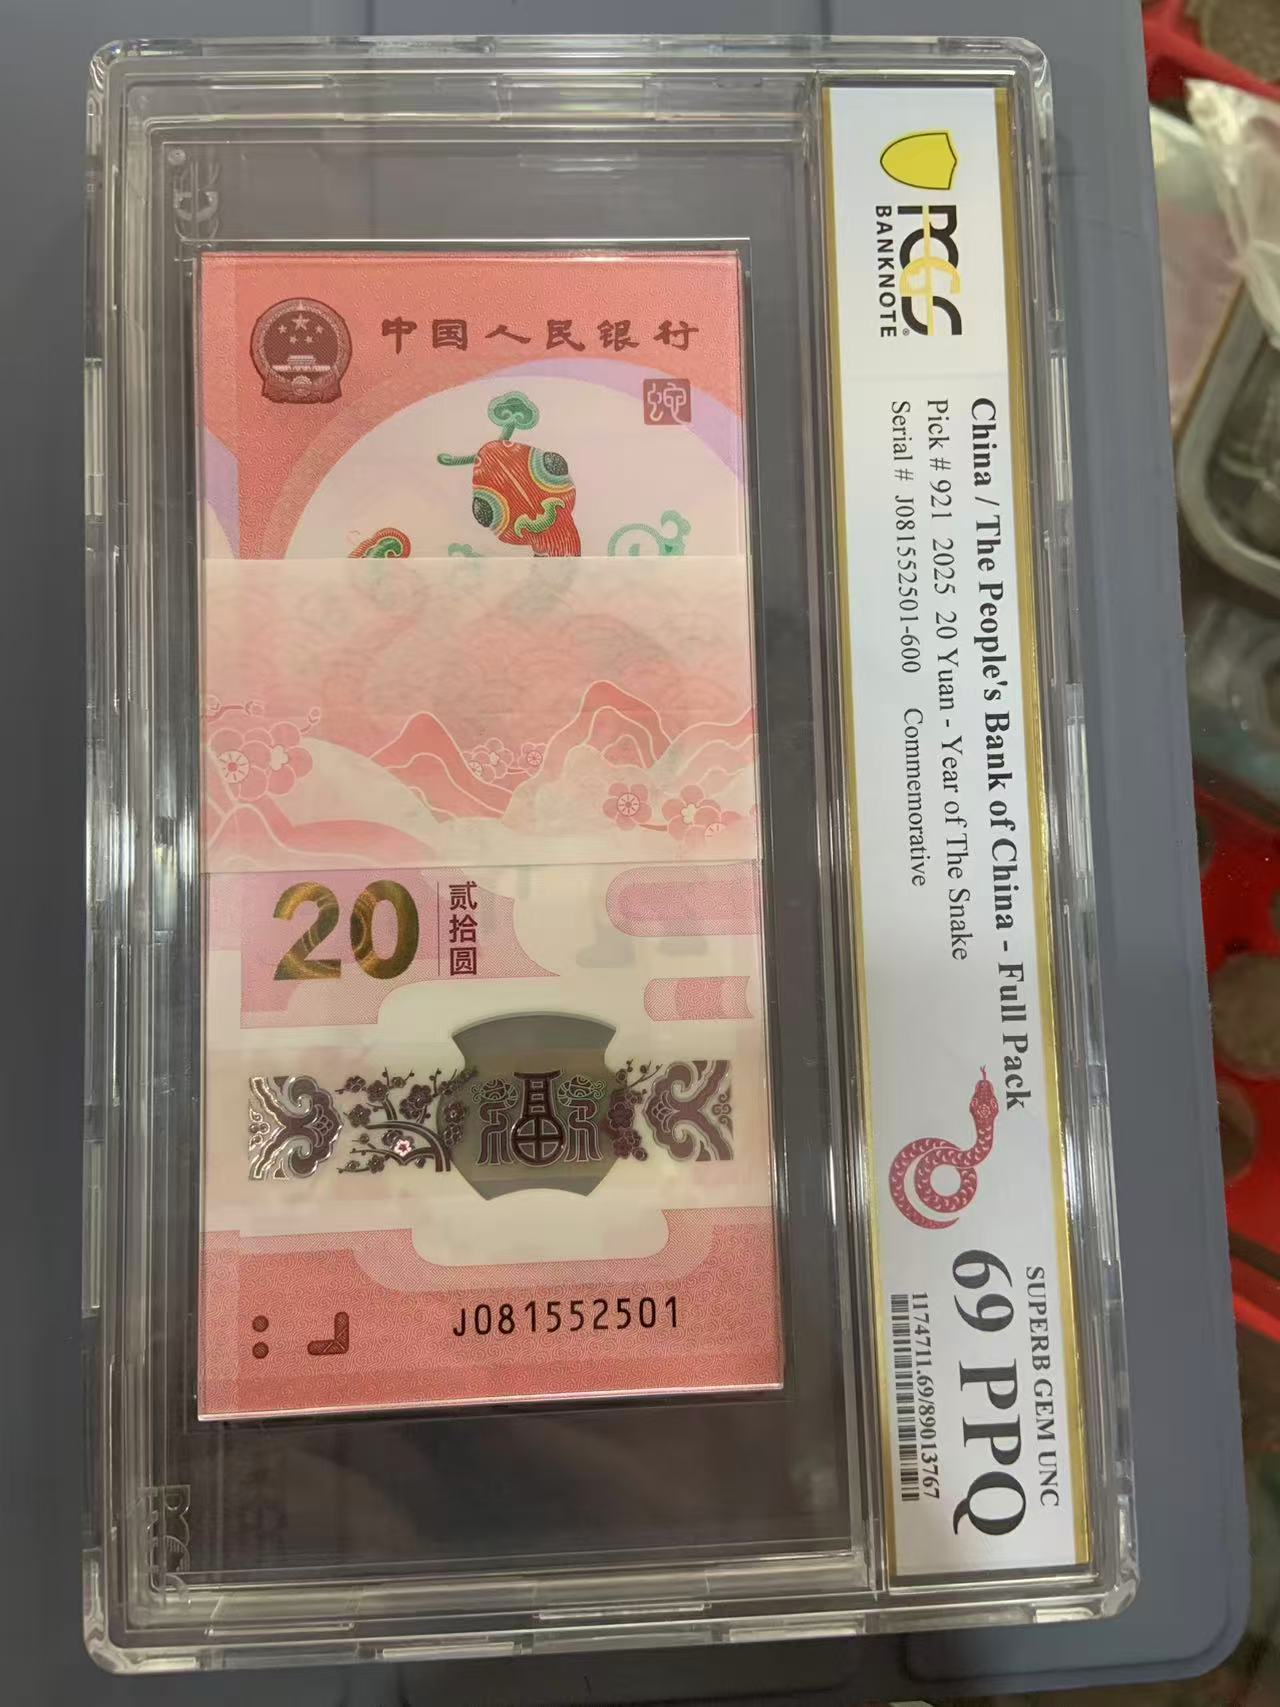 中国人民银行
蛇
20
贰拾圆
福
J081552501
PCGS
BANKNOTE
China / The People's Bank of China - Full Pack
Pick # 921 2025 20 Yuan - Year of The Snake
Serial # J081552501-600 Commemorative
SUPERB GEM UNC
69 PPQ
1174711.69/89013767
PCGS